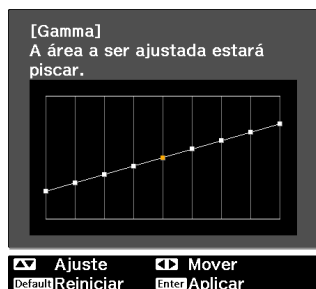 [Gamma]
A área a ser ajustada estará
piscar.
Ajuste Mover
Default Reiniciar Enter Aplicar